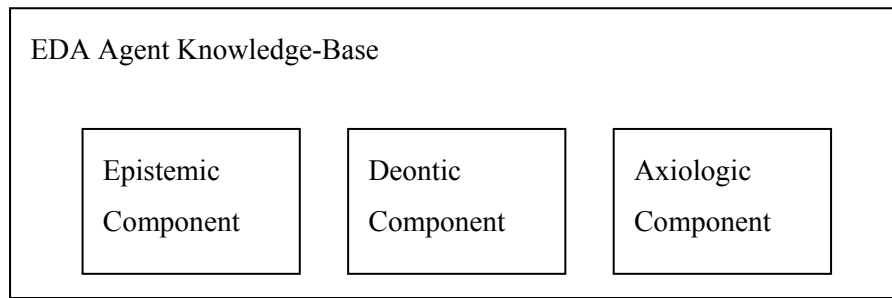 EDA Agent Knowledge-Base
Epistemic
Component
Deontic
Component
Axiologic
Component